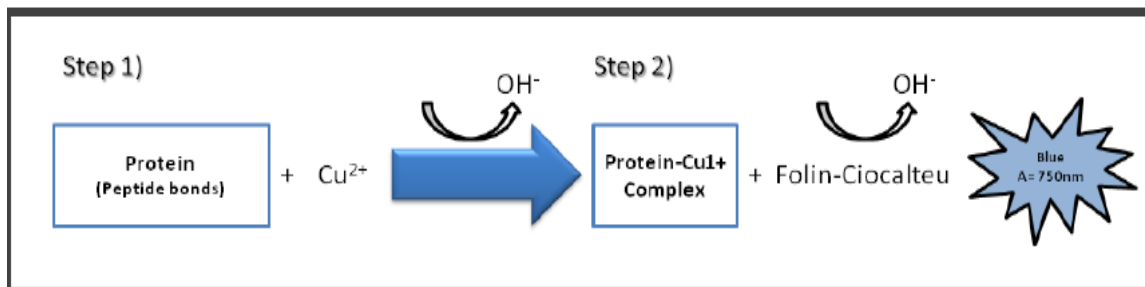 Step 1)
OH⁻
Protein
(Peptide bonds)
+
Cu²⁺
Step 2)
OH⁻
Protein-Cu1+
Complex
+ Folin-Ciocalteu
Blue
A= 750nm